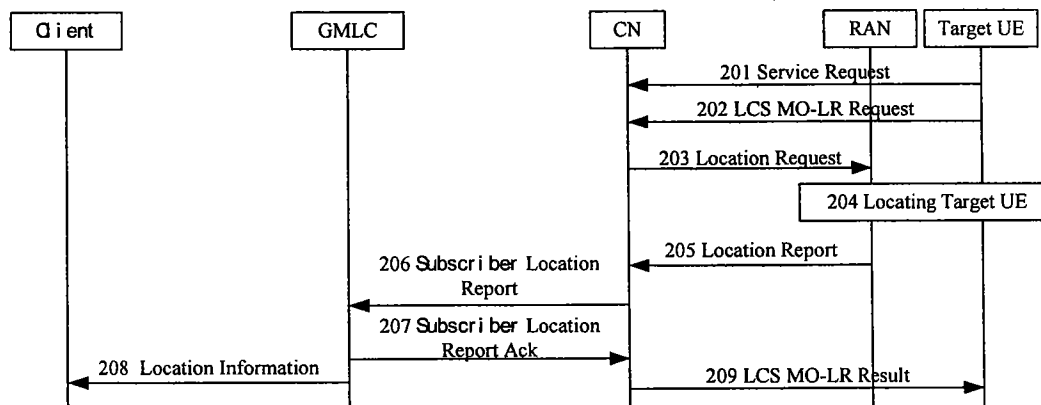 Client
GMLC
CN
RAN
Target UE
201 Service Request
202 LCS MO-LR Request
203 Location Request
204 Locating Target UE
205 Location Report
206 Subscriber Location
Report
207 Subscriber Location
Report Ack
208 Location Information
209 LCS MO-LR Result